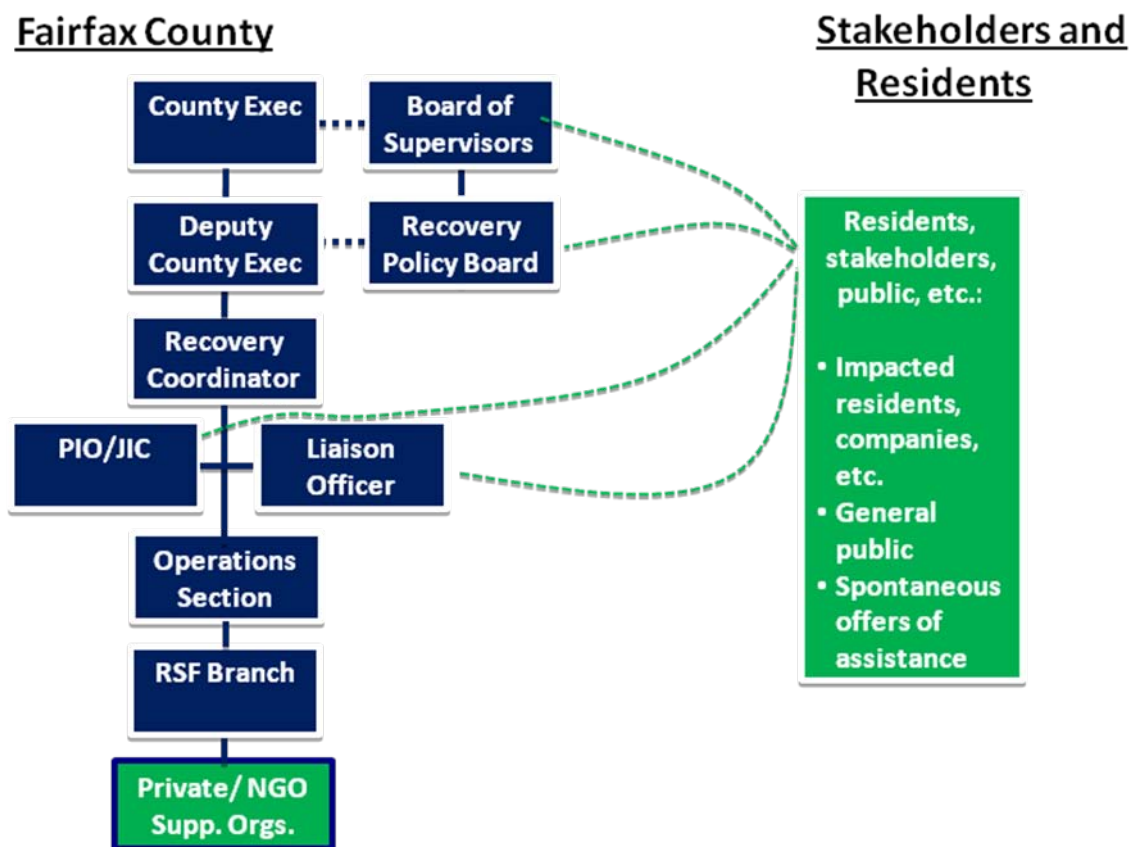 Fairfax County
Stakeholders and
Residents
County Exec
Board of
Supervisors
Deputy
County Exec
Recovery
Policy Board
Recovery
Coordinator
PIO/JIC
Liaison
Officer
Operations
Section
RSF Branch
Private/ NGO
Supp. Orgs.
Residents,
stakeholders,
public, etc.:
• Impacted
residents,
companies,
etc.
• General
public
• Spontaneous
offers of
assistance